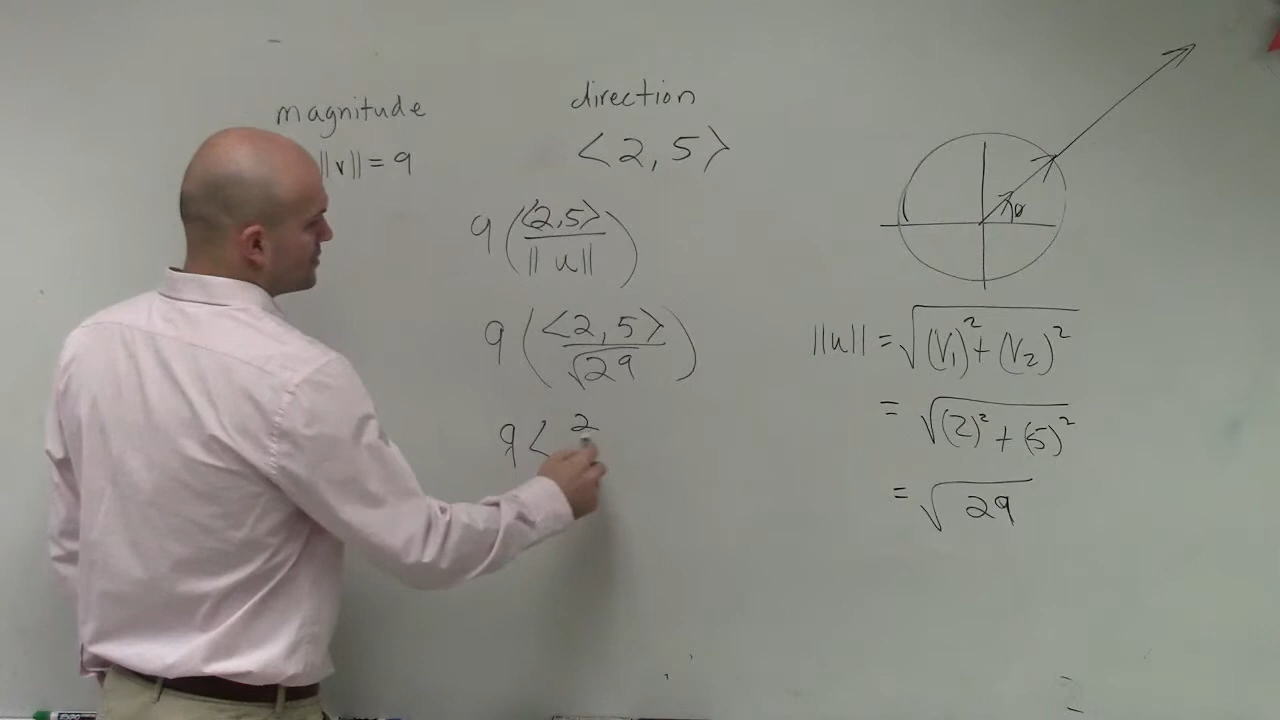 magnitude
||v|| = 9
direction
<2, 5>
9 (<2,5> / ||u||)
9 (<2, 5> / √29)
9 < 2
θ
||u|| = √(v₁)² + (v₂)²
= √(2)² + (5)²
= √29
EXPO